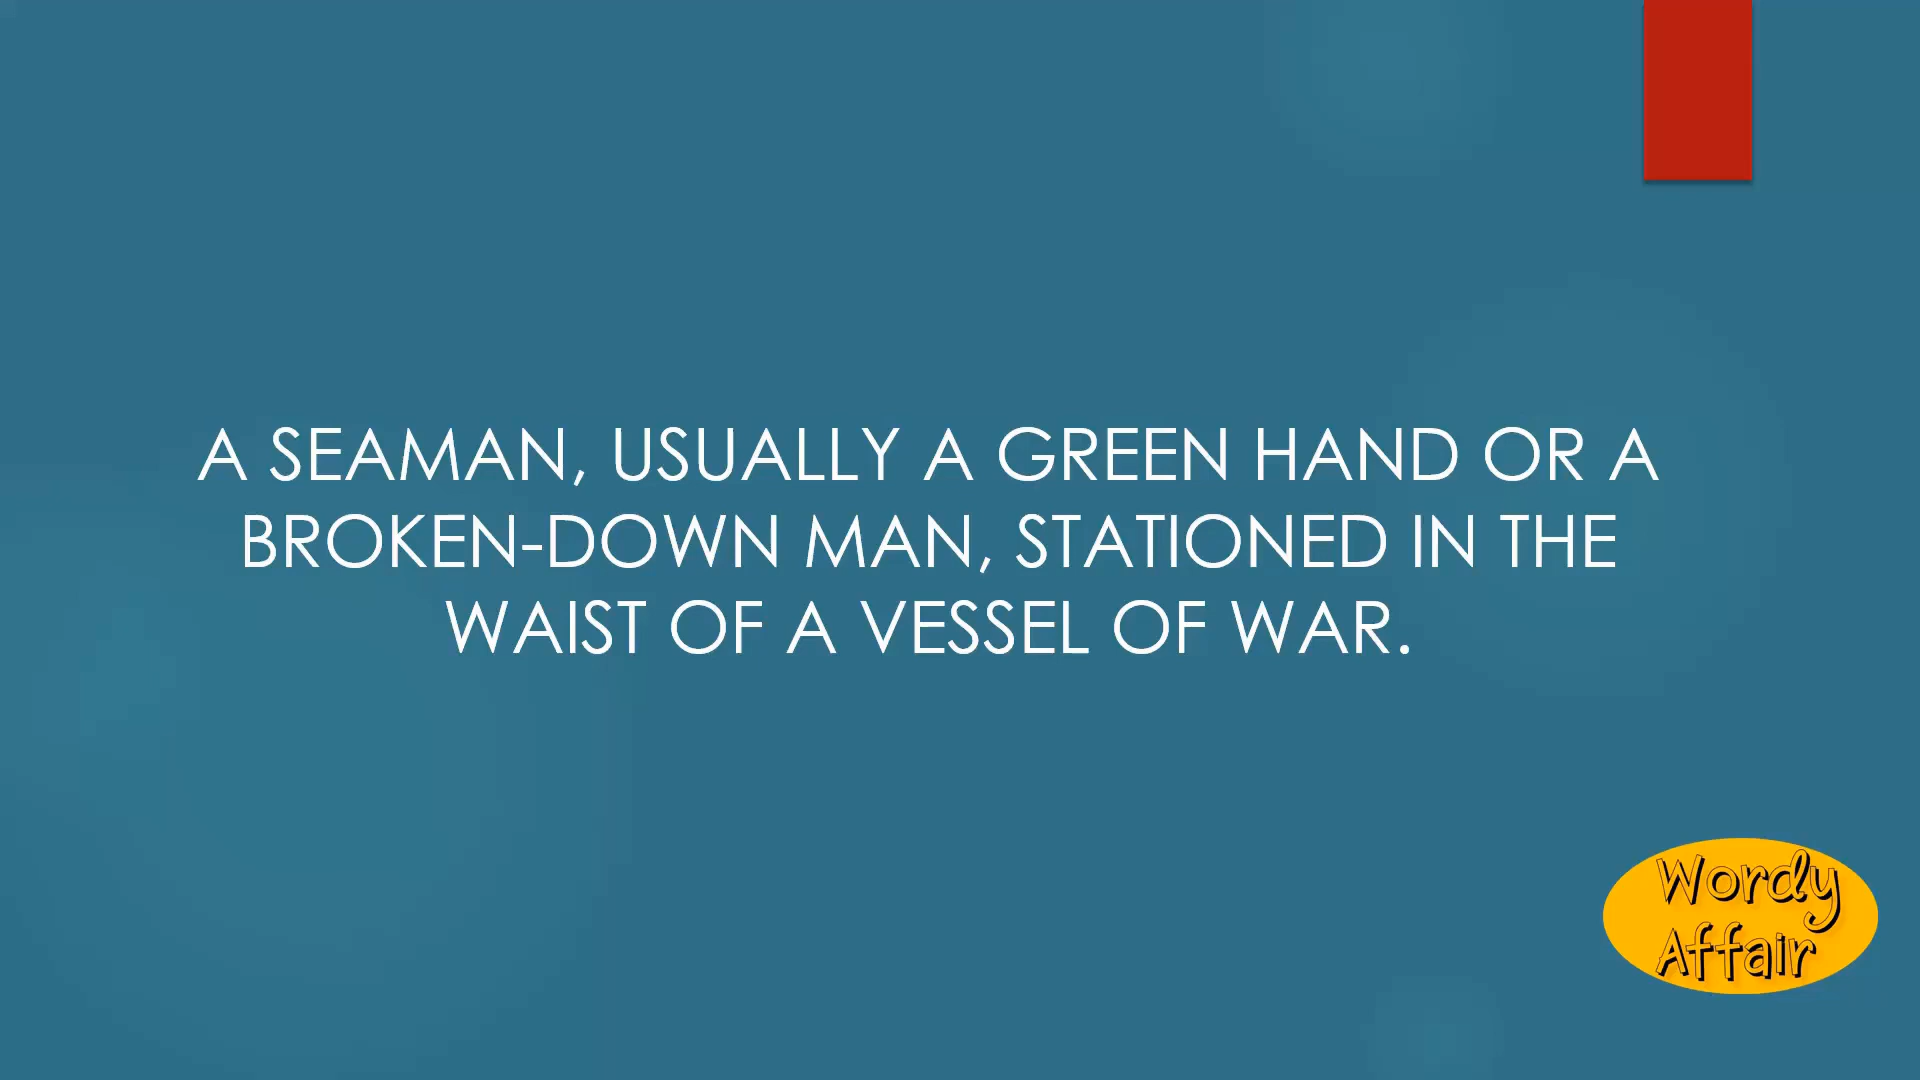 A SEAMAN, USUALLY A GREEN HAND OR A
BROKEN-DOWN MAN, STATIONED IN THE
WAIST OF A VESSEL OF WAR.
Wordy
Affair